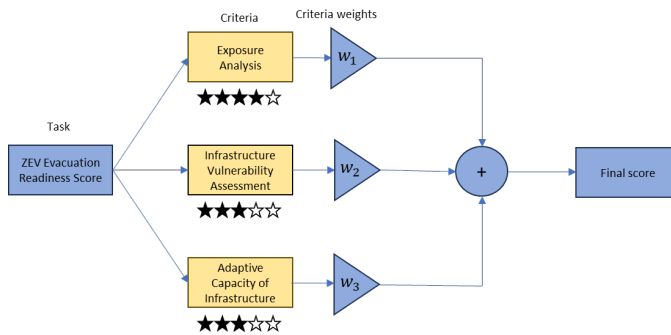 Criteria
Criteria weights
Exposure
Analysis
w₁
★★★★☆
Task
ZEV Evacuation
Readiness Score
Infrastructure
Vulnerability
Assessment
w₂
★★★☆☆
+
Final score
Adaptive
Capacity of
Infrastructure
w₃
★★★☆☆